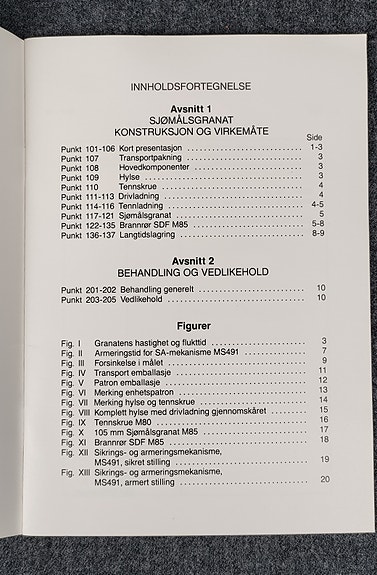 INNHOLDSFORTEGNELSE
Avsnitt 1
SJØMÅLSGRANAT
KONSTRUKSJON OG VIRKEMÅTE
Side
Punkt 101-106 Kort presentasjon 1-3
Punkt 107 Transportpakning 3
Punkt 108 Hovedkomponenter 3
Punkt 109 Hylse 3
Punkt 110 Tennskrue 4
Punkt 111-113 Drivladning 4
Punkt 114-116 Tennladning 4-5
Punkt 117-121 Sjømålsgranat 5
Punkt 122-135 Brannrør SDF M85 5-8
Punkt 136-137 Langtidslagring 8-9
Avsnitt 2
BEHANDLING OG VEDLIKEHOLD
Punkt 201-202 Behandling generelt 10
Punkt 203-205 Vedlikehold 10
Figurer
Fig. I Granatens hastighet og flukttid 3
Fig. II Armeringstid for SA-mekanisme MS491 7
Fig. III Forsinkelse i målet 9
Fig. IV Transport emballasje 11
Fig. V Patron emballasje 12
Fig. VI Merking enhetspatron 13
Fig. VII Merking hylse og tennskrue 14
Fig. VIII Komplett hylse med drivladning gjennomskåret 15
Fig. IX Tennskrue M80 16
Fig. X 105 mm Sjømålsgranat M85 17
Fig. XI Brannrør SDF M85 18
Fig. XII Sikrings- og armeringsmekanisme,
MS491, sikret stilling 19
Fig. XIII Sikrings- og armeringsmekanisme,
MS491, armert stilling 20